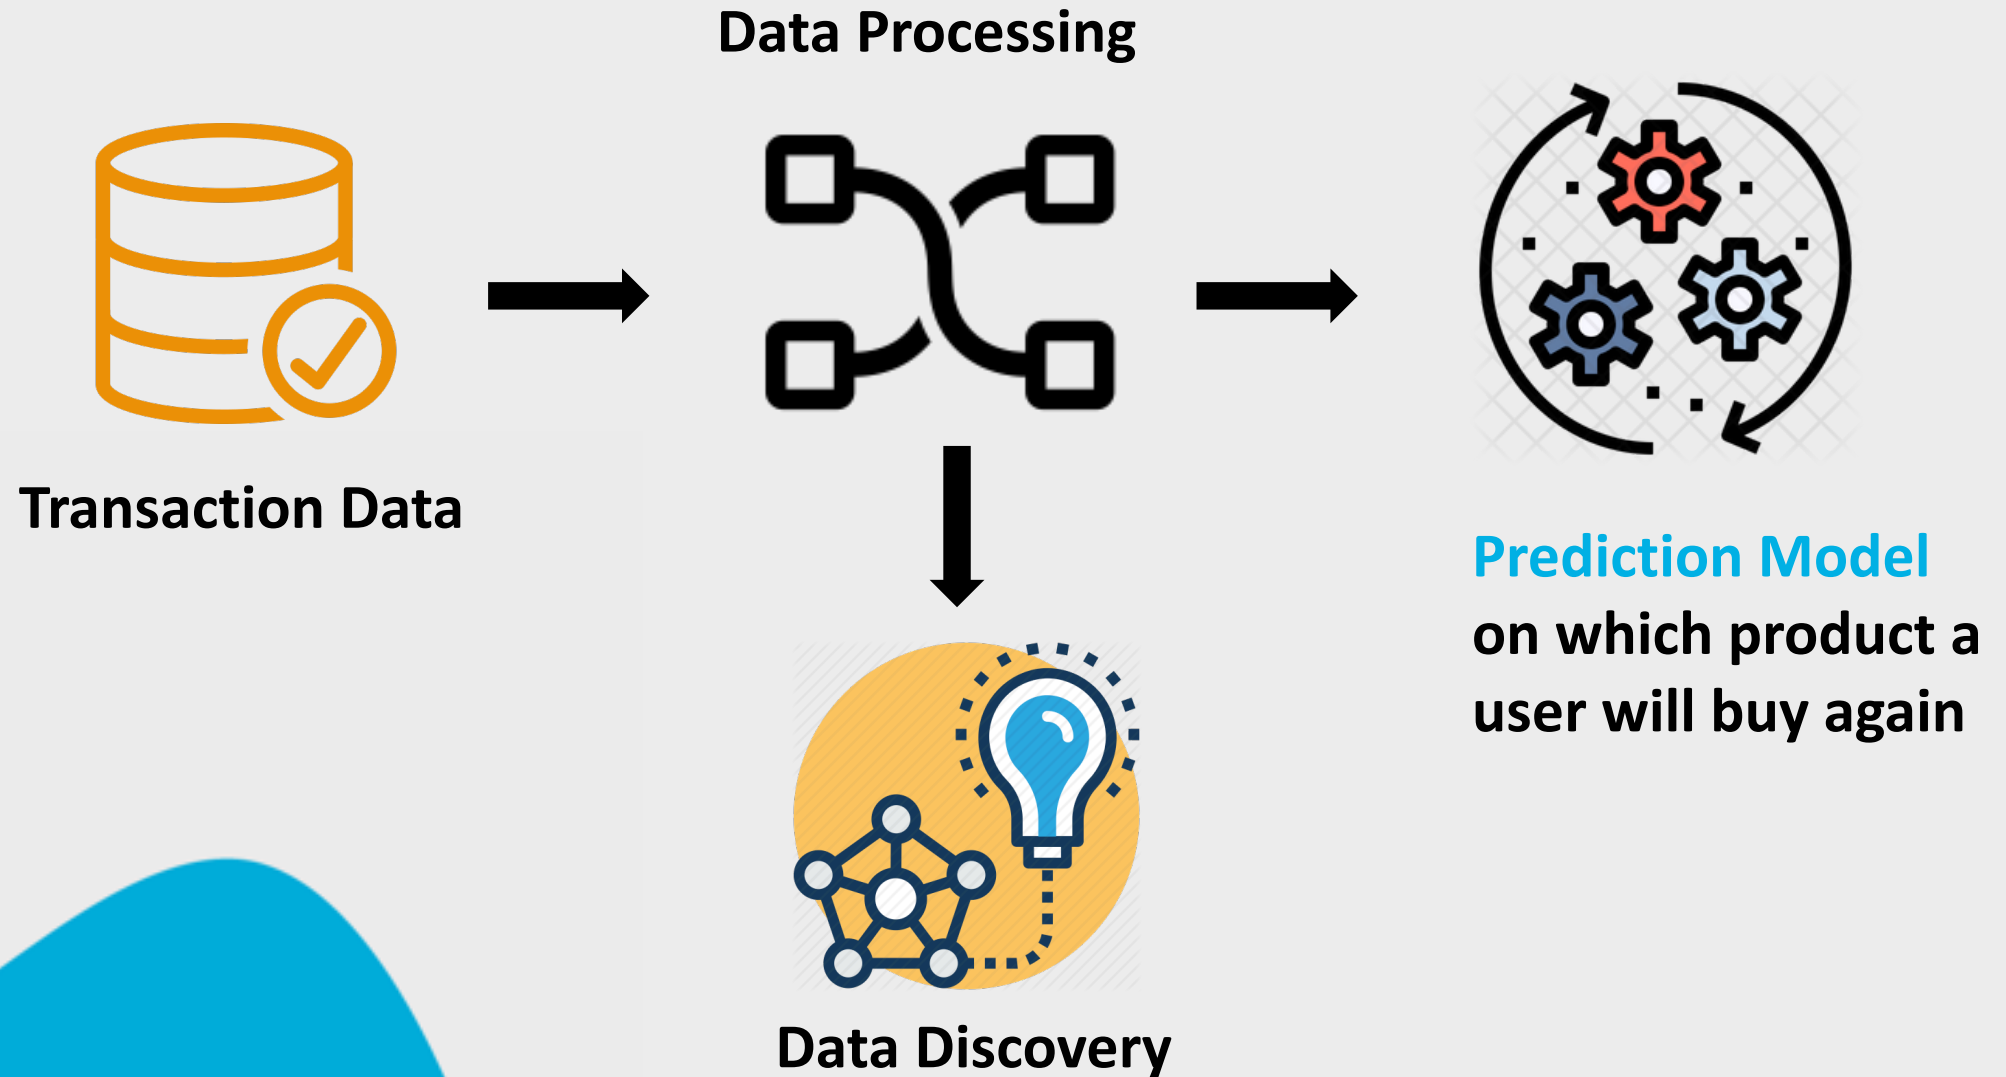 Data Processing
Transaction Data
Prediction Model
on which product a
user will buy again
Data Discovery